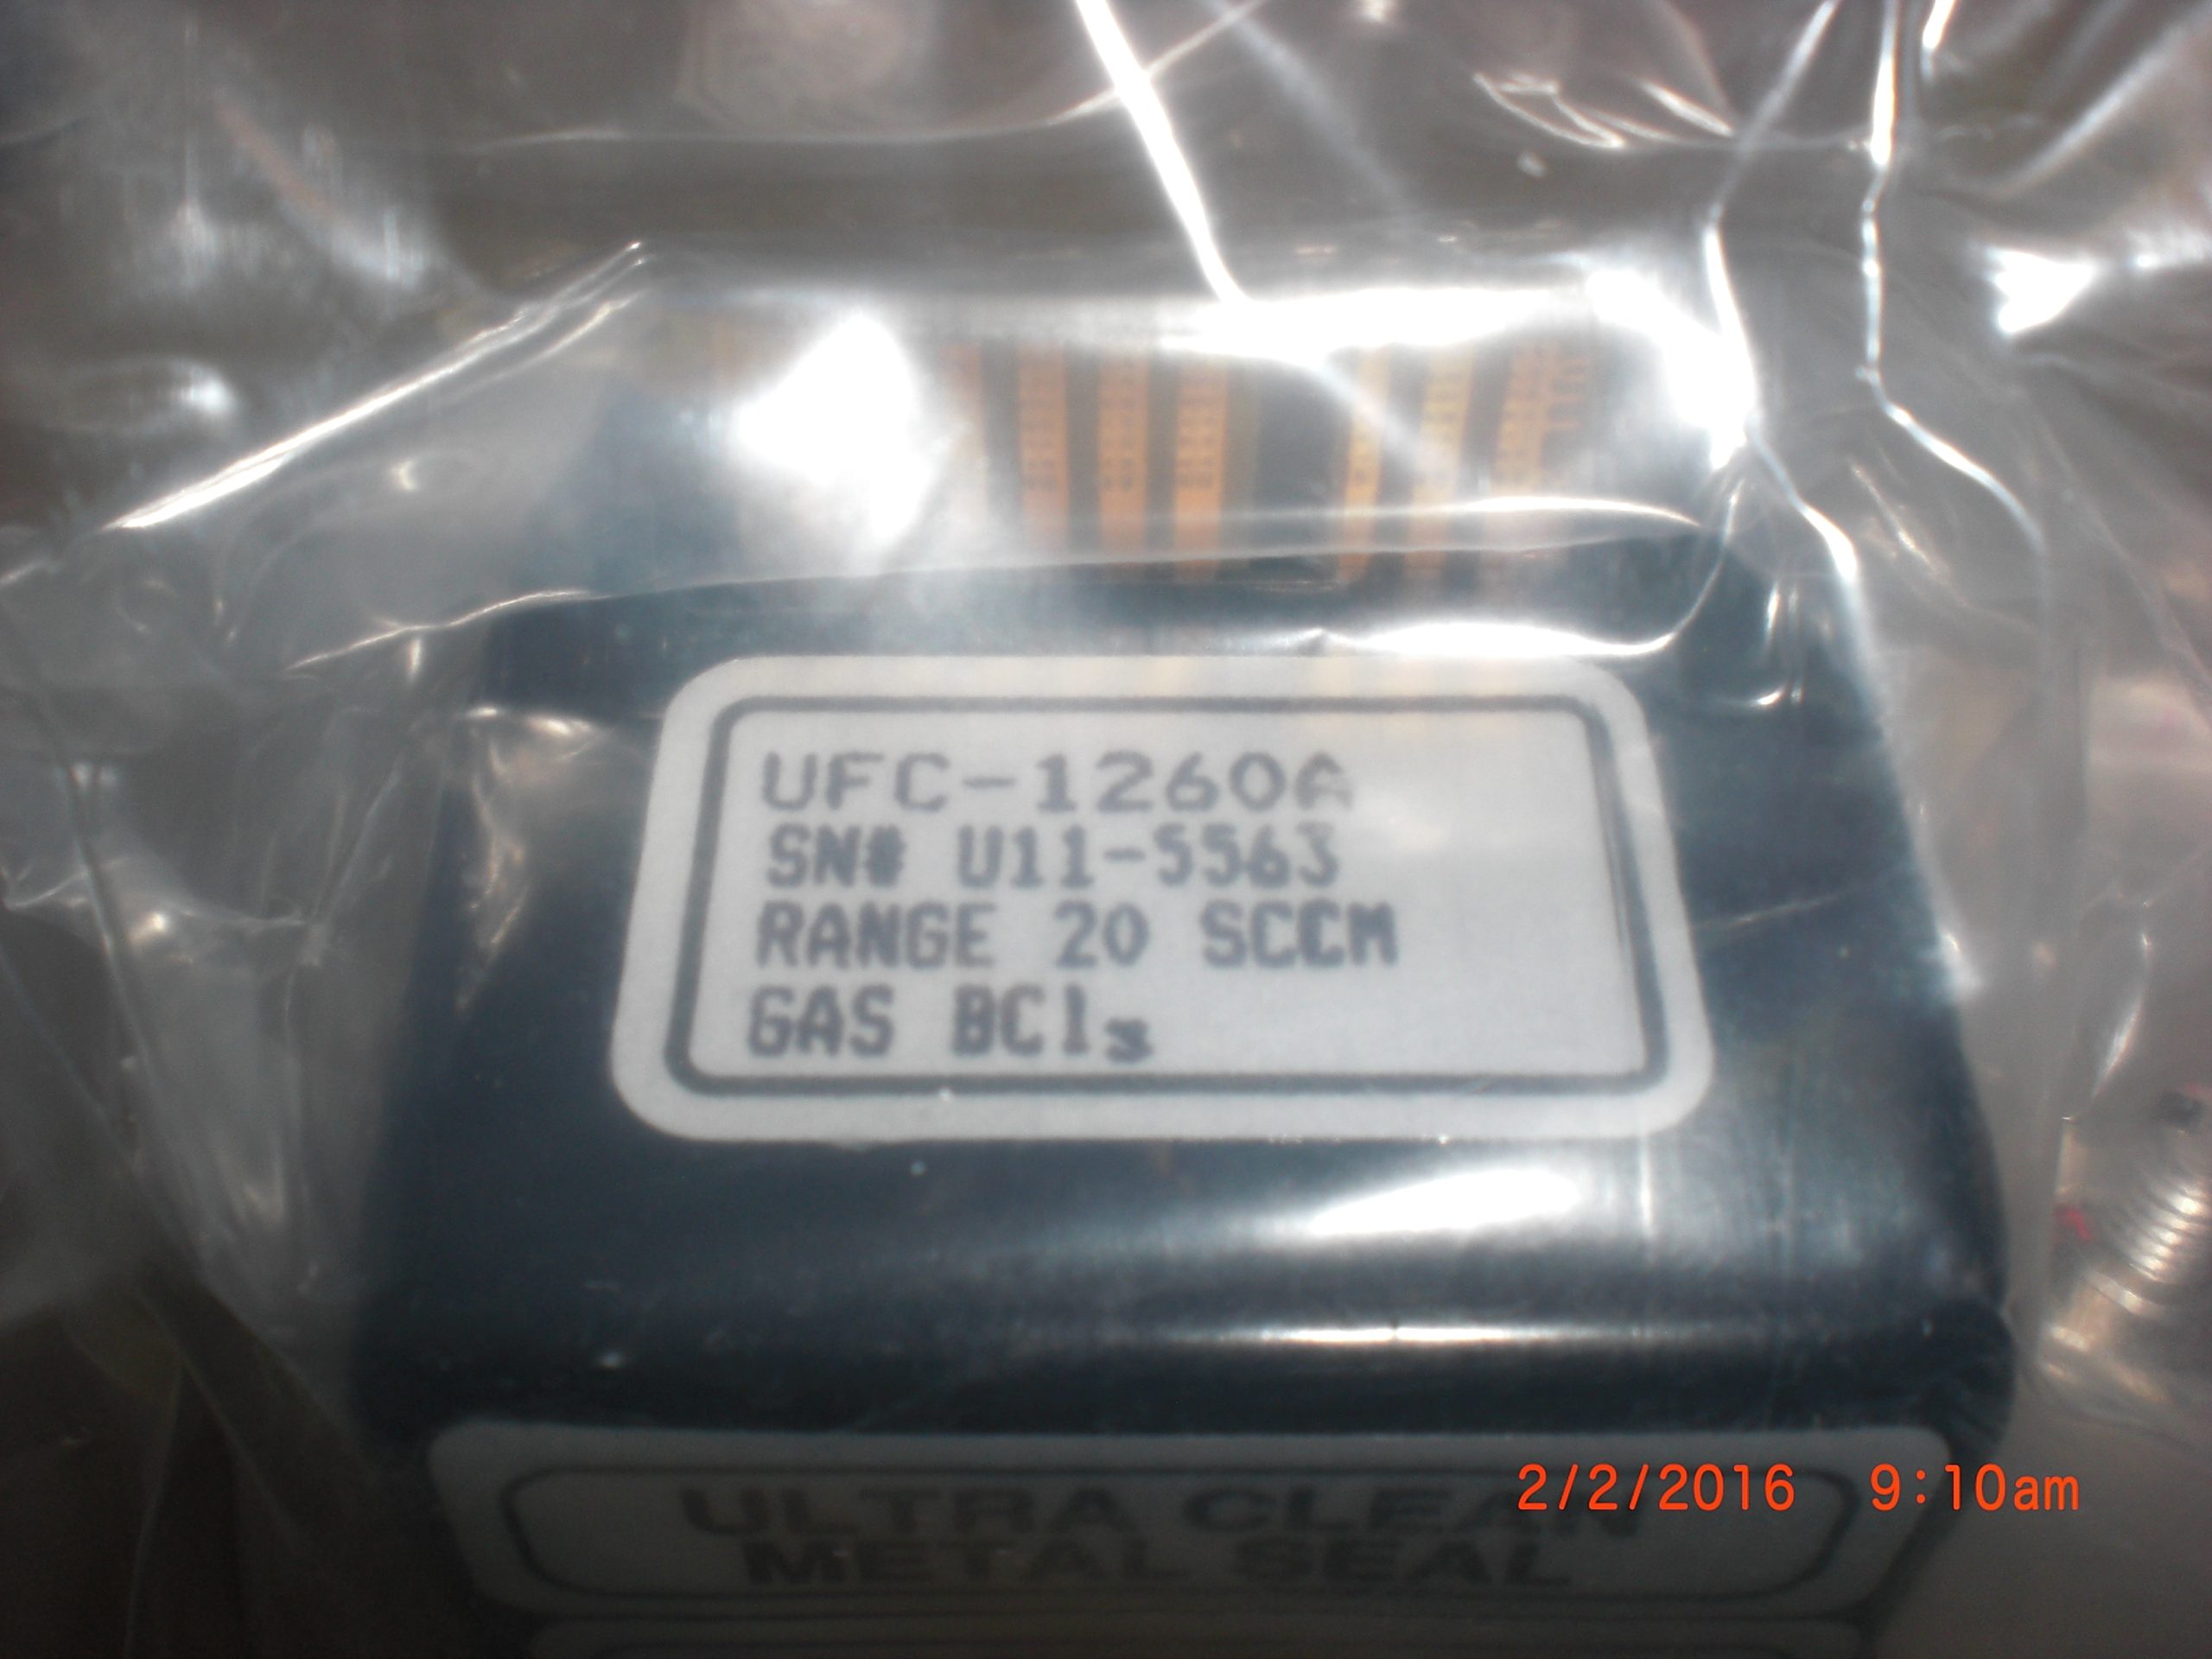 UFC-1260A
SN# U11-5563
RANGE 20 SCCM
GAS BCl₃
ULTRA CLEAN
METAL SEAL
2/2/2016 9:10am